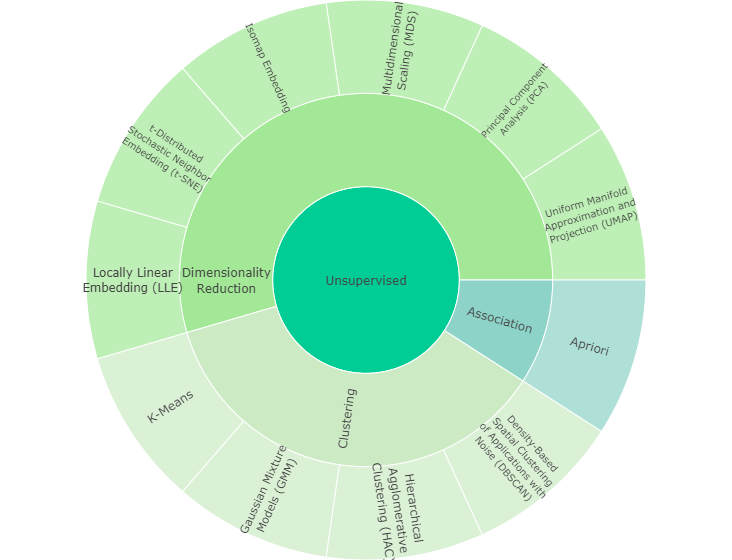 Isomap Embedding
Multidimensional
Scaling (MDS)
Principal Component
Analysis (PCA)
t-Distributed
Stochastic Neighbor
Embedding (t-SNE)
Uniform Manifold
Approximation and
Projection (UMAP)
Locally Linear
Embedding (LLE)
Dimensionality
Reduction
Unsupervised
Association
Apriori
K-Means
Clustering
Gaussian Mixture
Models (GMM)
Hierarchical
Agglomerative
Clustering (HAC)
Density-Based
Spatial Clustering
of Applications with
Noise (DBSCAN)